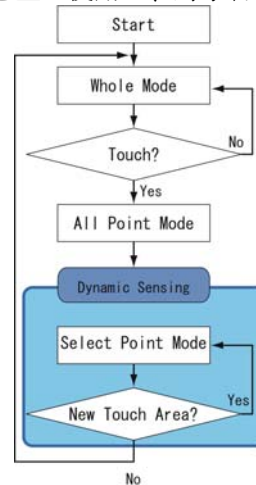 Start
Whole Mode
No
Touch?
Yes
All Point Mode
Dynamic Sensing
Select Point Mode
Yes
New Touch Area?
No